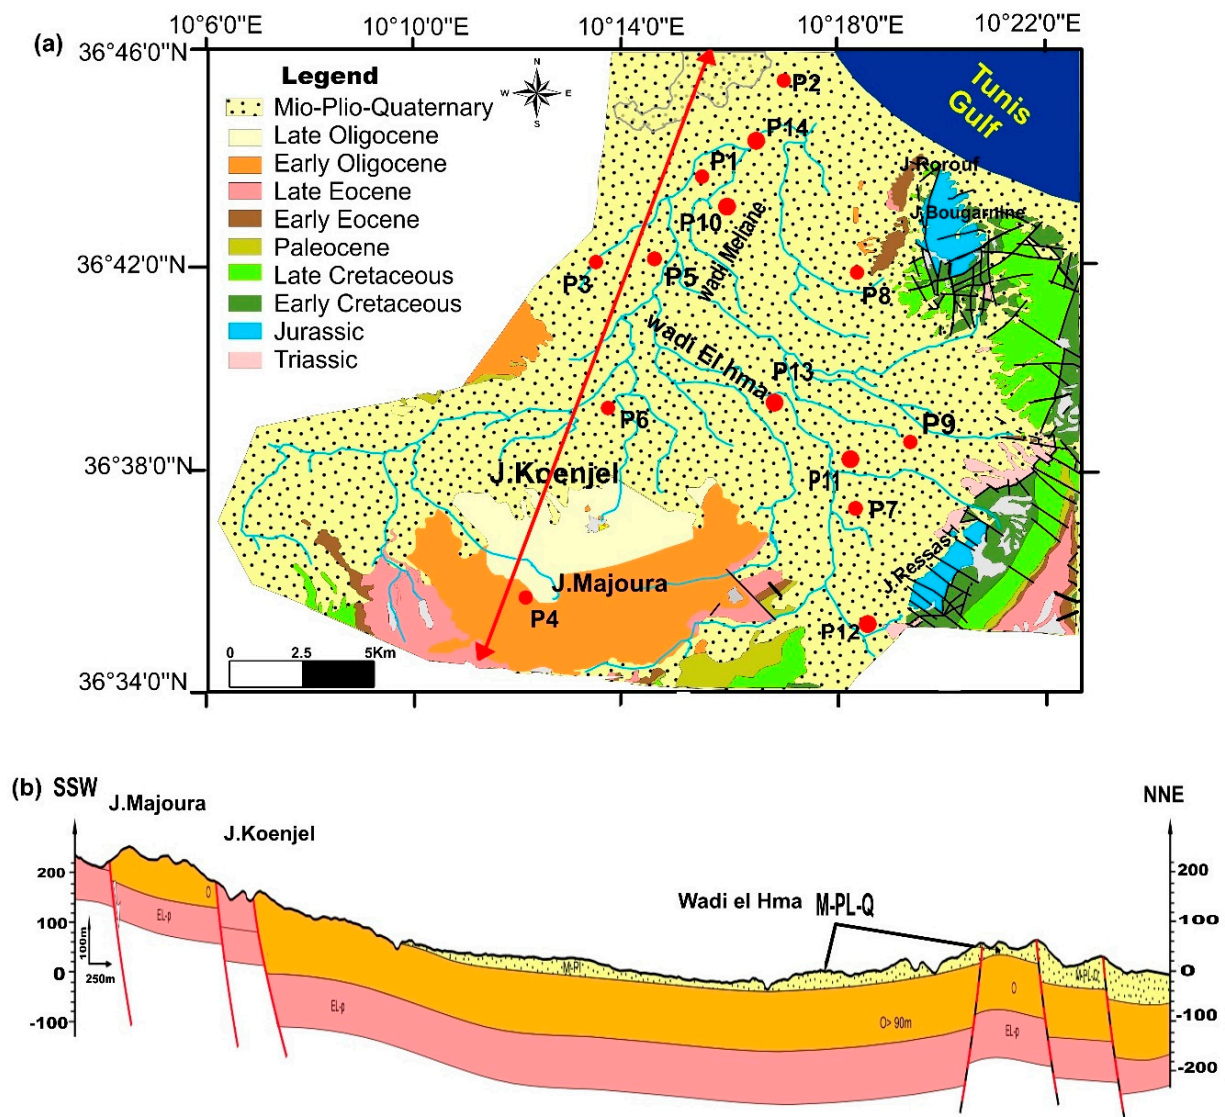 (a)
10°6'0"E 10°10'0"E 10°14'0"E 10°18'0"E 10°22'0"E
36°46'0"N
36°42'0"N
36°38'0"N
36°34'0"N
Legend
Mio-Plio-Quaternary
Late Oligocene
Early Oligocene
Late Eocene
Early Eocene
Paleocene
Late Cretaceous
Early Cretaceous
Jurassic
Triassic
N
W E
S
Tunis
Gulf
P2
P14
P1
J.Rorouf
P10
J.Bougarnine
wadi Meliane
P3
P5
P8
wadi El hma
P13
P6
P9
J.Koenjel
P11
P7
J.Ressas
J.Majoura
P4
P12
0 2.5 5Km
(b) SSW
NNE
J.Majoura
J.Koenjel
Wadi el Hma M-PL-Q
200
100
0
-100
100m
250m
200
100
0
-100
-200
O
EL-p
EL-p
M-Pl
O> 90m
O
EL-p
M-PL-Q